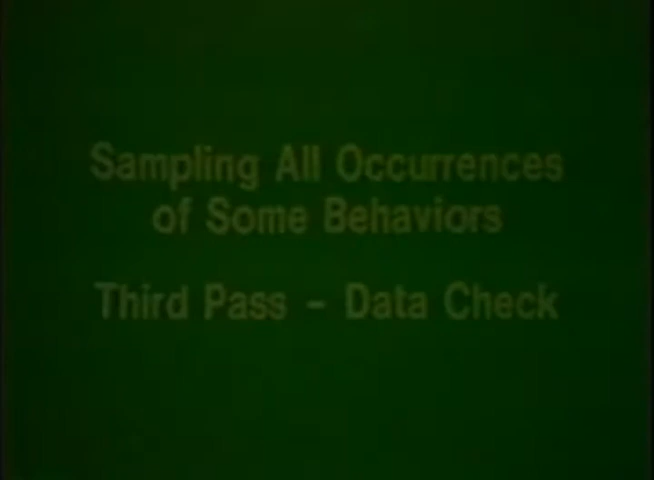 Sampling All Occurrences
of Some Behaviors
Third Pass - Data Check